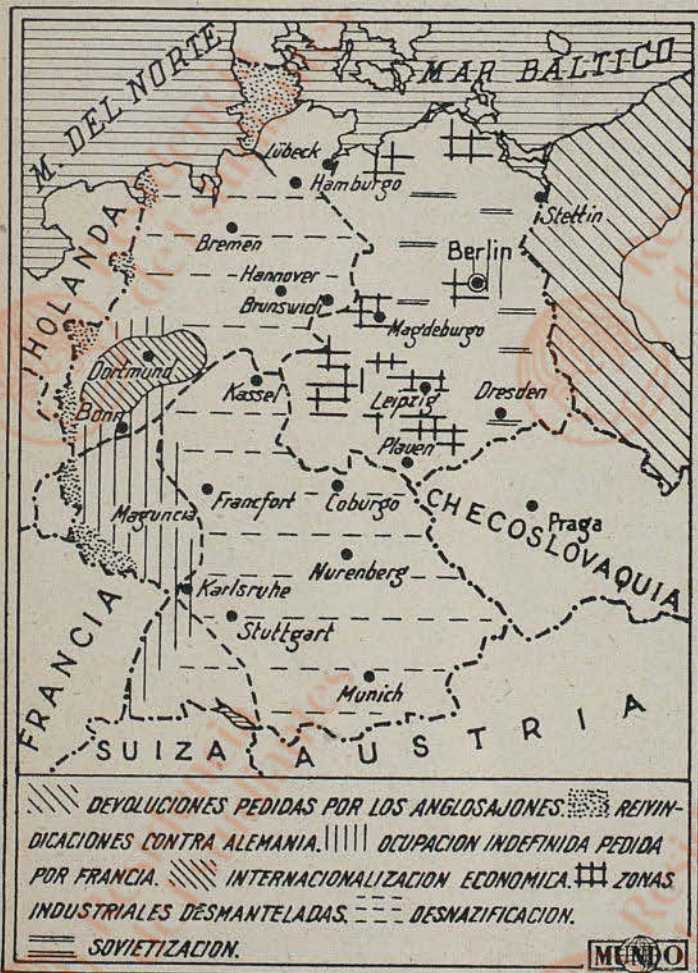 M. DEL NORTE
MAR BALTICO
Lübeck
Hamburgo
Stettin
HOLANDA
Bremen
Berlin
Hannover
Brunswick
Magdeburgo
Dortmund
Kassel
Leipzig
Dresden
Bonn
Plauen
Francfort
Coburgo
Maguncia
CHECOSLOVAQUIA
Praga
Nurenberg
FRANCIA
Karlsruhe
Stuttgart
Munich
SUIZA
AUSTRIA
DEVOLUCIONES PEDIDAS POR LOS ANGLOSAJONES. REIVIN-
DICACIONES CONTRA ALEMANIA. OCUPACION INDEFINIDA PEDIDA
POR FRANCIA. INTERNACIONALIZACION ECONOMICA. ZONAS
INDUSTRIALES DESMANTELADAS. DESNAZIFICACION.
SOVIETIZACION.
MUNDO